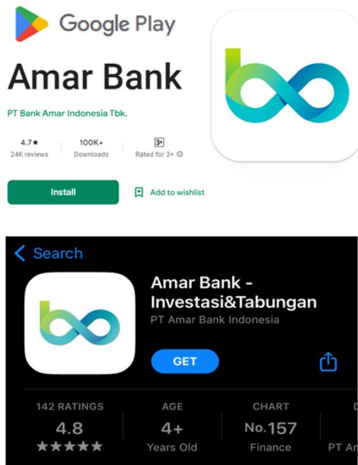 Google Play
Amar Bank
PT Bank Amar Indonesia Tbk.
4.7★ 100K+ 3+
24K reviews Downloads Rated for 3+
Install Add to wishlist
Search
Amar Bank -
Investasi&Tabungan
PT Amar Bank Indonesia
GET
142 RATINGS AGE CHART D
4.8 4+ No.157
★★★★★ Years Old Finance PT Am